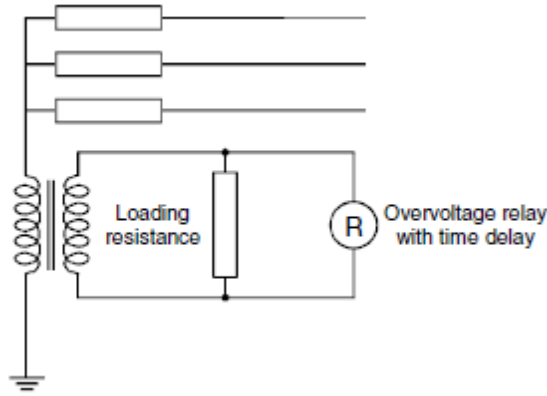 Loading
resistance
R
Overvoltage relay
with time delay